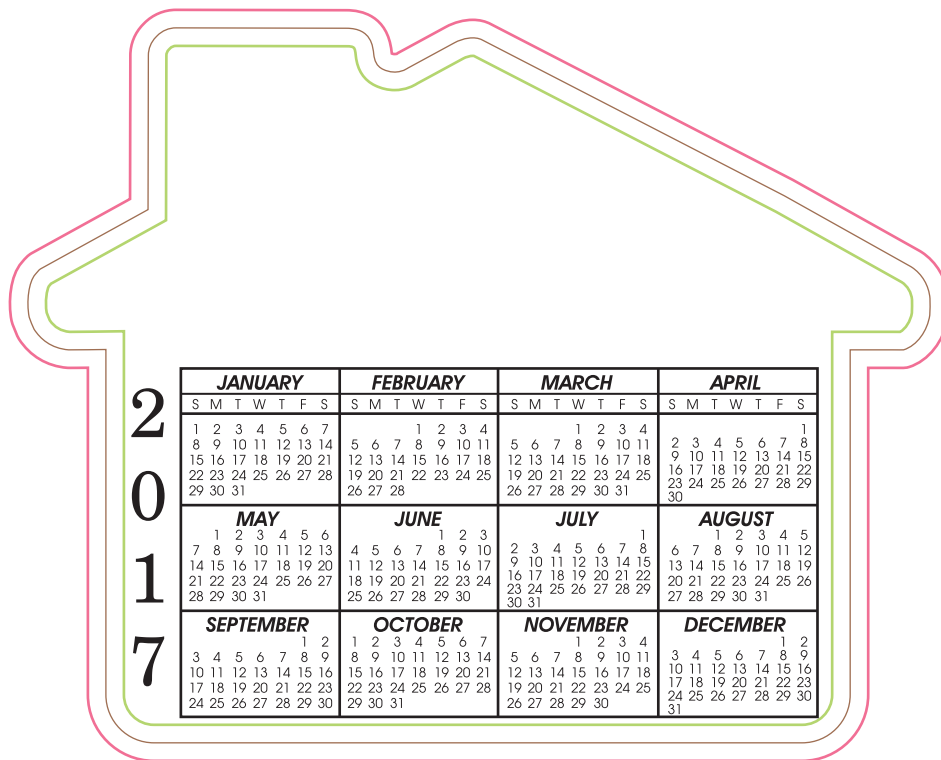 2
0
1
7
JANUARY FEBRUARY MARCH APRIL
S M T W T F S S M T W T F S S M T W T F S S M T W T F S
1 2 3 4 5 6 7 1 2 3 4 1 2 3 4 1
8 9 10 11 12 13 14 5 6 7 8 9 10 11 5 6 7 8 9 10 11 2 3 4 5 6 7 8
15 16 17 18 19 20 21 12 13 14 15 16 17 18 12 13 14 15 16 17 18 9 10 11 12 13 14 15
22 23 24 25 26 27 28 19 20 21 22 23 24 25 19 20 21 22 23 24 25 16 17 18 19 20 21 22
29 30 31 26 27 28 26 27 28 29 30 31 23 24 25 26 27 28 29
30
MAY JUNE JULY AUGUST
1 2 3 4 5 6 1 2 3 1 1 2 3 4 5
7 8 9 10 11 12 13 4 5 6 7 8 9 10 2 3 4 5 6 7 8 6 7 8 9 10 11 12
14 15 16 17 18 19 20 11 12 13 14 15 16 17 9 10 11 12 13 14 15 13 14 15 16 17 18 19
21 22 23 24 25 26 27 18 19 20 21 22 23 24 16 17 18 19 20 21 22 20 21 22 23 24 25 26
28 29 30 31 25 26 27 28 29 30 23 24 25 26 27 28 29 27 28 29 30 31
30 31
SEPTEMBER OCTOBER NOVEMBER DECEMBER
1 2 1 2 3 4 5 6 7 1 2 3 4 1 2
3 4 5 6 7 8 9 8 9 10 11 12 13 14 5 6 7 8 9 10 11 3 4 5 6 7 8 9
10 11 12 13 14 15 16 15 16 17 18 19 20 21 12 13 14 15 16 17 18 10 11 12 13 14 15 16
17 18 19 20 21 22 23 22 23 24 25 26 27 28 19 20 21 22 23 24 25 17 18 19 20 21 22 23
24 25 26 27 28 29 30 29 30 31 26 27 28 29 30 24 25 26 27 28 29 30
31